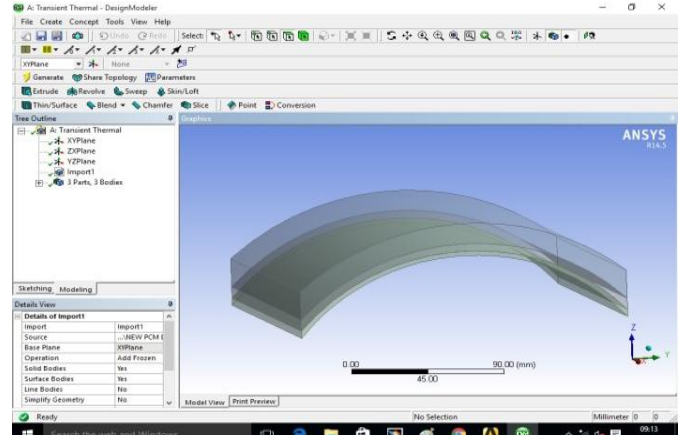 A: Transient Thermal - DesignModeler
File Create Concept Tools View Help
Undo Redo Select:
XYPlane None
Generate Share Topology Parameters
Extrude Revolve Sweep Skin/Loft
Thin/Surface Blend Chamfer Slice Point Conversion
Tree Outline
Graphics
A: Transient Thermal
XYPlane
ZXPlane
YZPlane
Import1
3 Parts, 3 Bodies
ANSYS
R14.5
Sketching Modeling
Details View
Details of Import1
Import Import1
Source ...\NEW PCM
Base Plane XYPlane
Operation Add Frozen
Solid Bodies Yes
Surface Bodies Yes
Line Bodies No
Simplify Geometry No
Z
Y
0.00 90.00 (mm)
45.00
Model View Print Preview
Ready No Selection Millimeter 0 0
Search the web and Windows 09:13